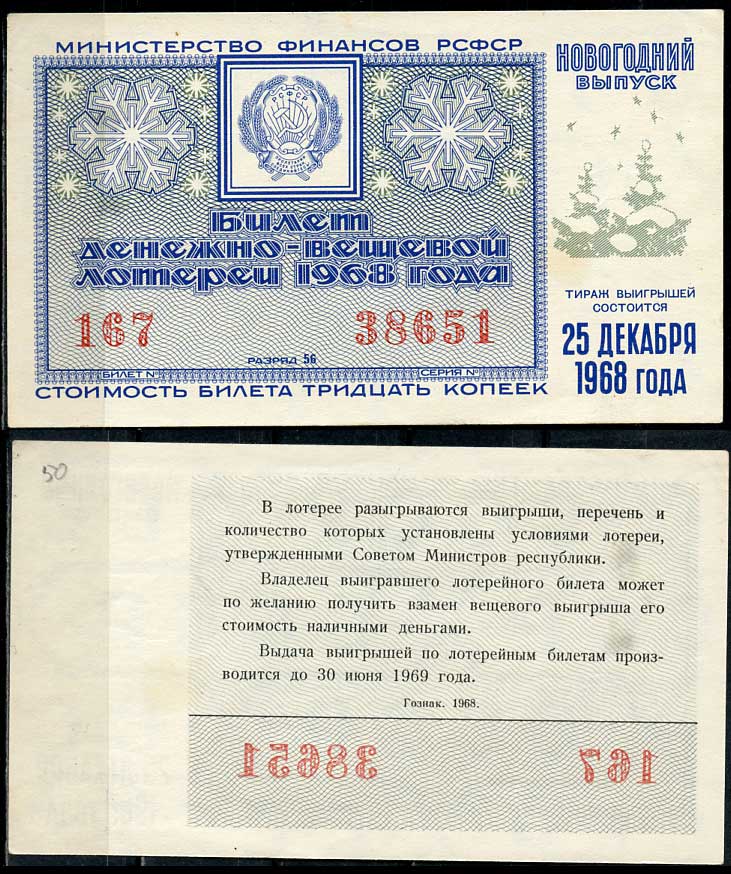 МИНИСТЕРСТВО ФИНАНСОВ РСФСР
РСФСР
Билет
денежно-вещевой
лотереи 1968 года
167 38651
РАЗРЯД 56
БИЛЕТ № СЕРИЯ №
СТОИМОСТЬ БИЛЕТА ТРИДЦАТЬ КОПЕЕК
НОВОГОДНИЙ
ВЫПУСК
ТИРАЖ ВЫИГРЫШЕЙ
СОСТОИТСЯ
25 ДЕКАБРЯ
1968 ГОДА
50
В лотерее разыгрываются выигрыши, перечень и
количество которых установлены условиями лотереи,
утвержденными Советом Министров республики.
Владелец выигравшего лотерейного билета может
по желанию получить взамен вещевого выигрыша его
стоимость наличными деньгами.
Выдача выигрышей по лотерейным билетам произ-
водится до 30 июня 1969 года.
Гознак. 1968.
38651 167